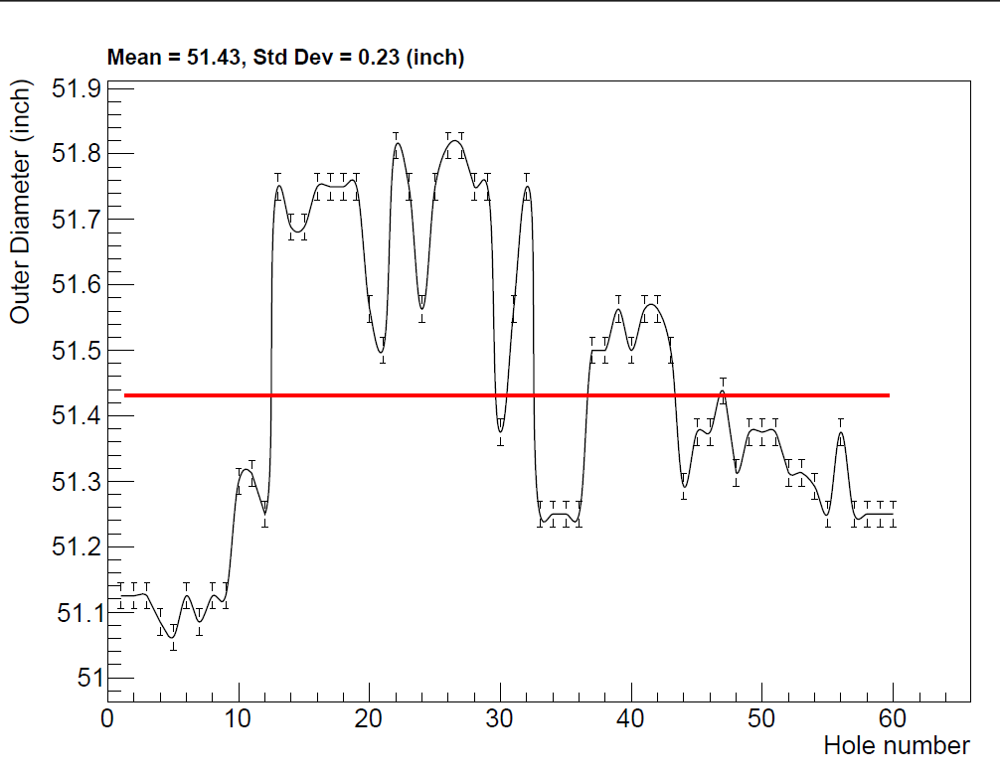 Mean = 51.43, Std Dev = 0.23 (inch)
Outer Diameter (inch)
51.9
51.8
51.7
51.6
51.5
51.4
51.3
51.2
51.1
51
0 10 20 30 40 50 60
Hole number